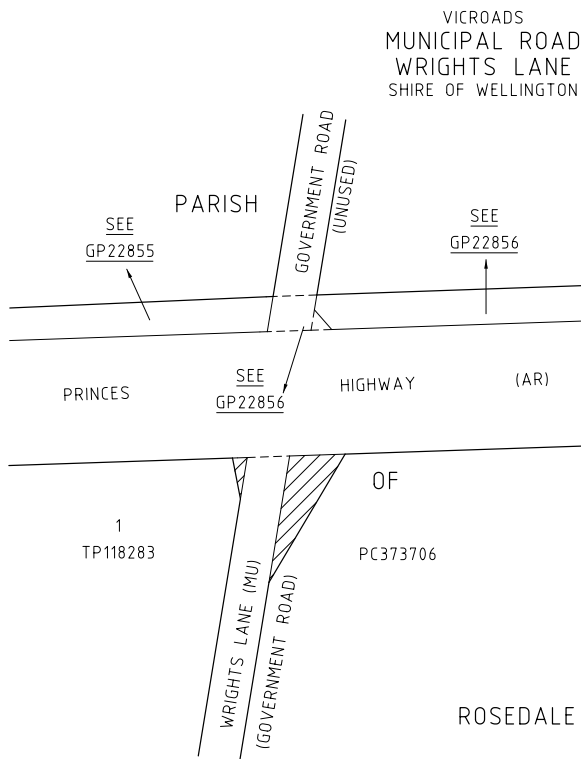 VICROADS
MUNICIPAL ROAD
WRIGHTS LANE
SHIRE OF WELLINGTON
GOVERNMENT ROAD
(UNUSED)
PARISH
SEE
GP22855
SEE
GP22856
PRINCES
SEE
GP22856
HIGHWAY
(AR)
OF
1
TP118283
PC373706
WRIGHTS LANE (MU)
(GOVERNMENT ROAD)
ROSEDALE